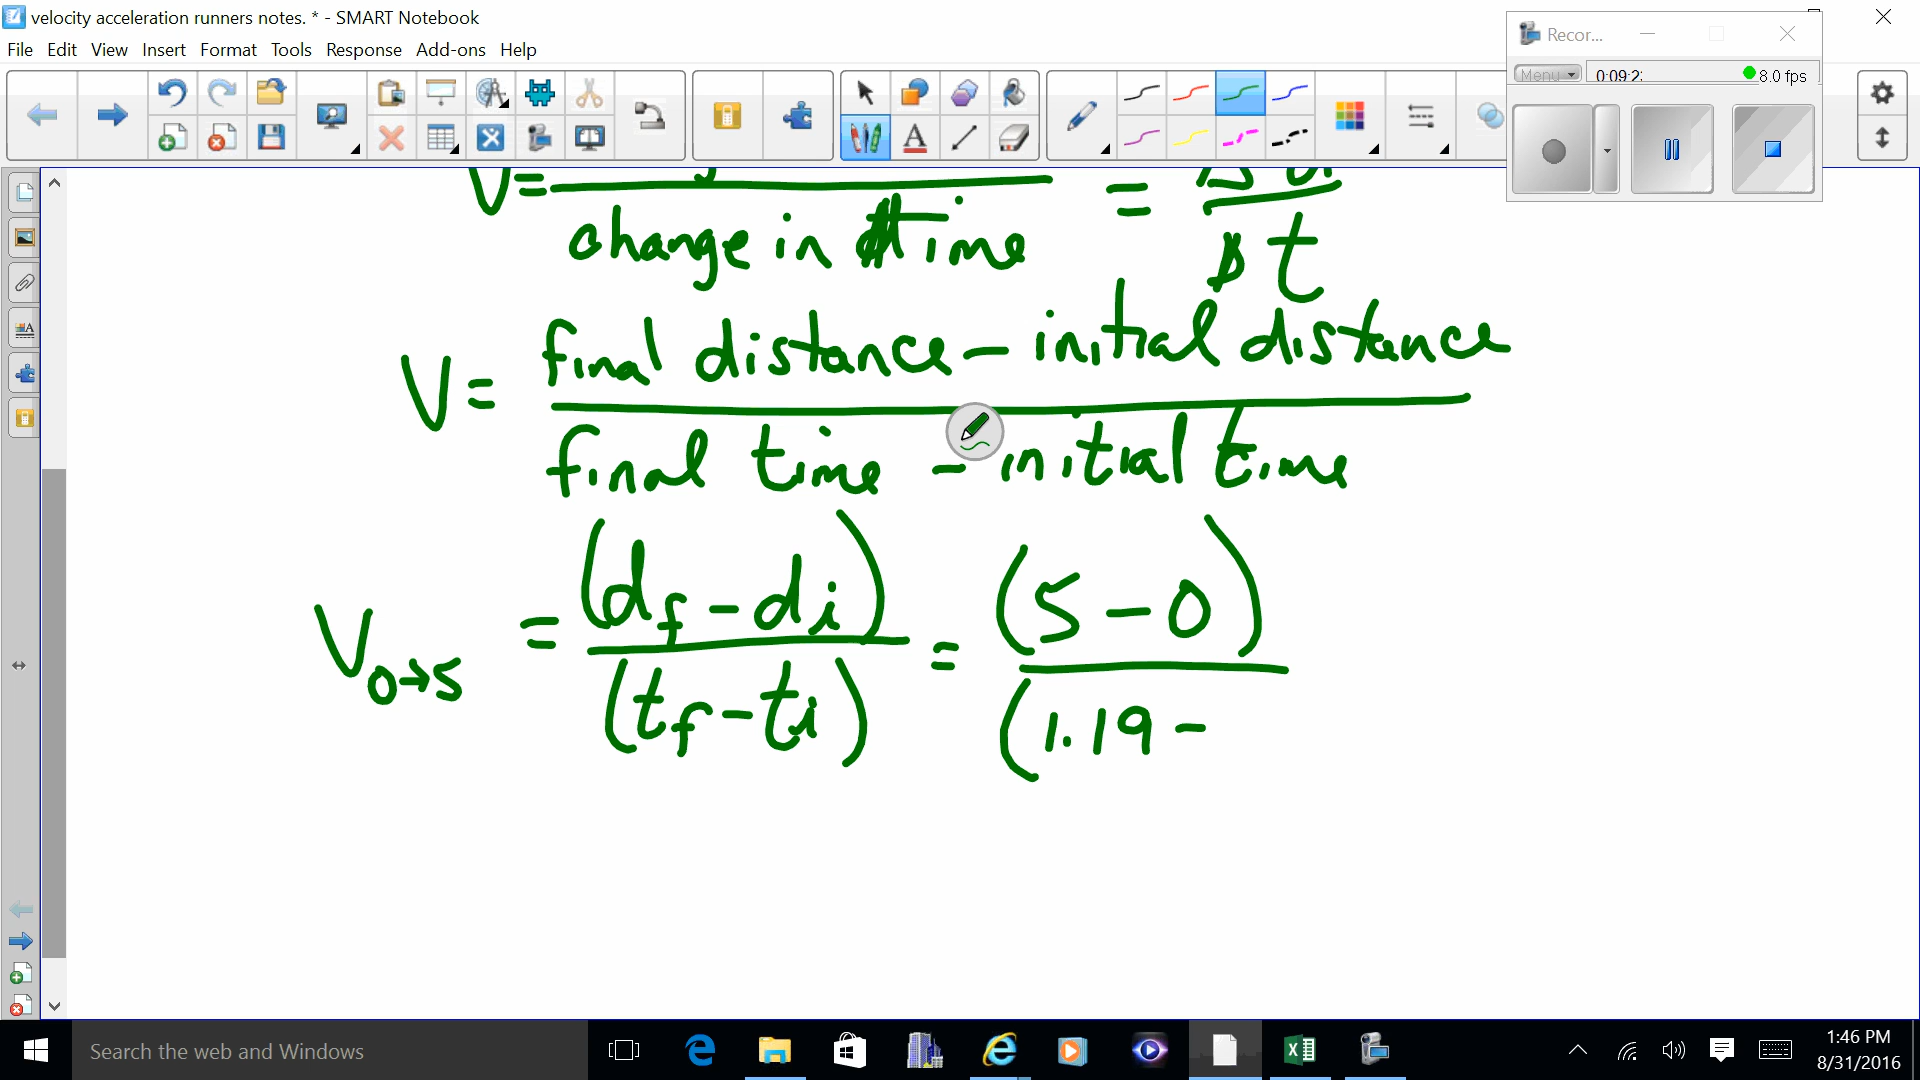 velocity acceleration runners notes. * - SMART Notebook
File Edit View Insert Format Tools Response Add-ons Help
Recor...
Menu 0:09:2 8.0 fps
V=
change in time
=
t
V= final distance - initial distance
final time - initial time
V0→5 = (df - di) = (5 - 0)
(tf - ti) (1.19 -
Search the web and Windows
1:46 PM
8/31/2016